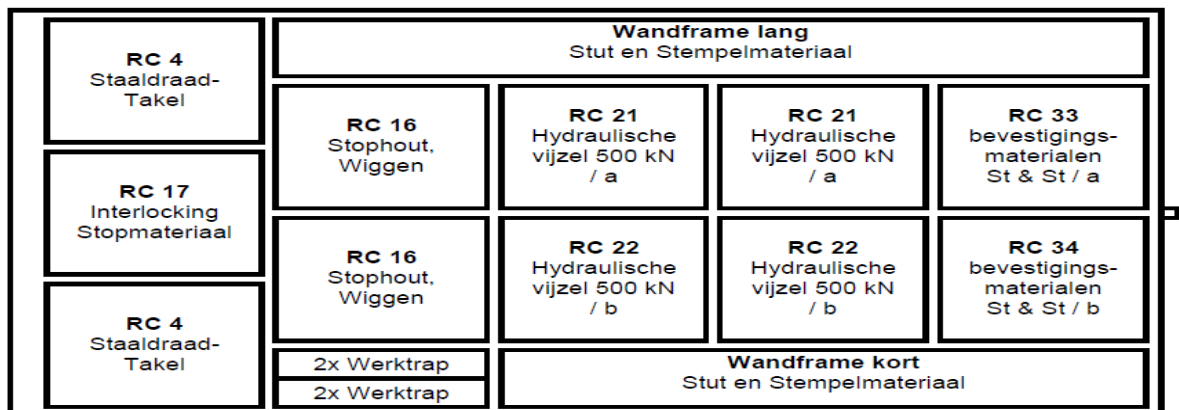 RC 4
Staaldraad-
Takel
RC 17
Interlocking
Stopmateriaal
RC 4
Staaldraad-
Takel
Wandframe lang
Stut en Stempelmateriaal
RC 16
Stophout,
Wiggen
RC 21
Hydraulische
vijzel 500 kN
/ a
RC 21
Hydraulische
vijzel 500 kN
/ a
RC 33
bevestigings-
materialen
St & St / a
RC 16
Stophout,
Wiggen
RC 22
Hydraulische
vijzel 500 kN
/ b
RC 22
Hydraulische
vijzel 500 kN
/ b
RC 34
bevestigings-
materialen
St & St / b
2x Werktrap
2x Werktrap
Wandframe kort
Stut en Stempelmateriaal